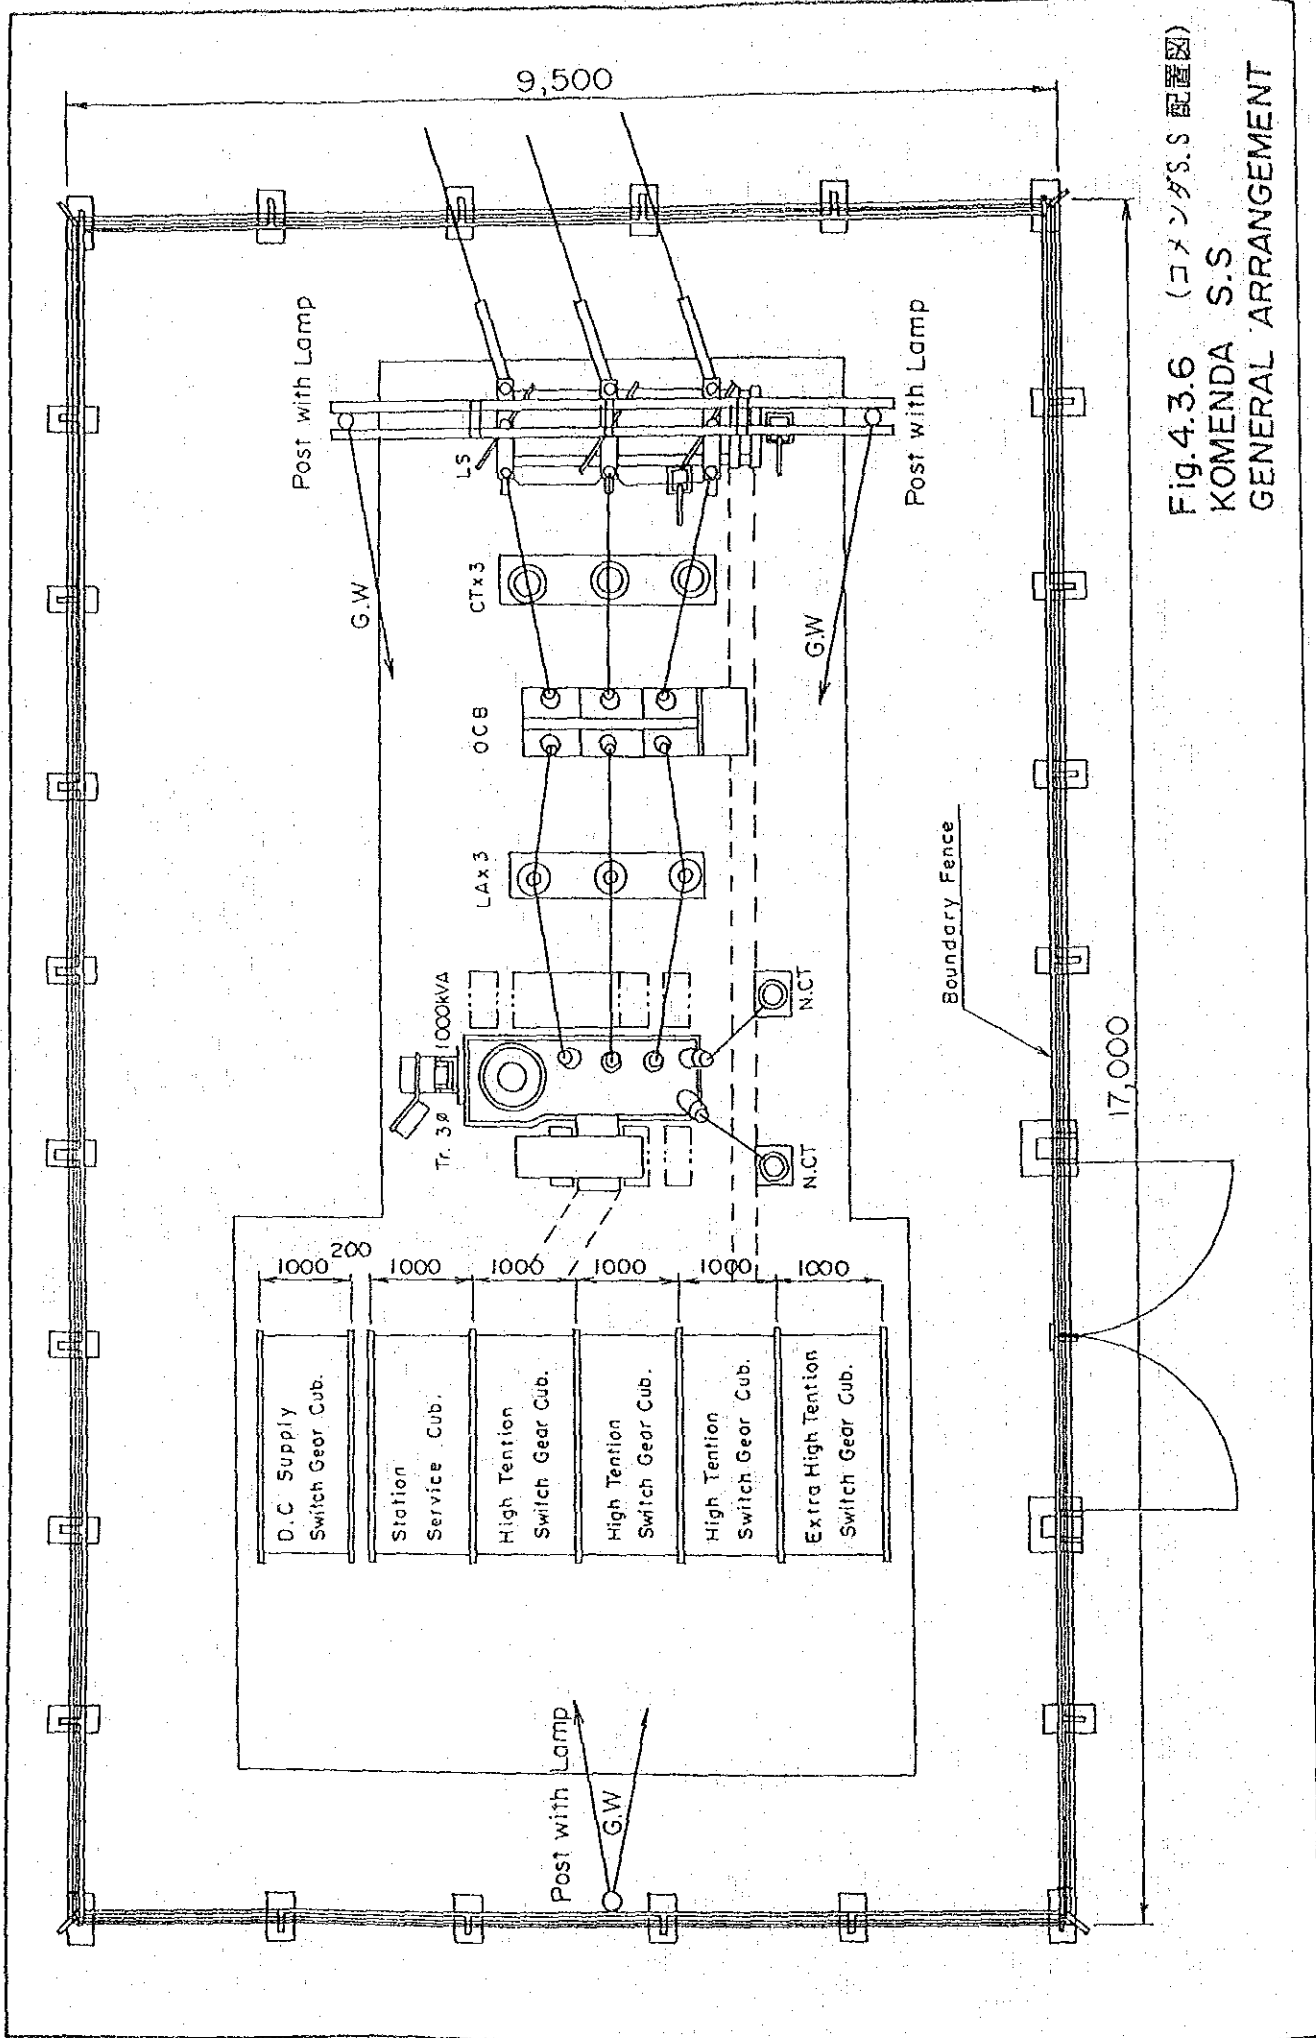 9,500
Post with Lamp
Post with Lamp
LS
G.W
G.W
CTx3
OCB
LAx3
Boundary Fence
N.CT
N.CT
Tr. 3ø 1000kVA
17,000
1000
200
1000
1000
1000
1000
1000
D.C Supply
Switch Gear Cub.
Station
Service Cub.
High Tention
Switch Gear Cub.
High Tention
Switch Gear Cub.
High Tention
Switch Gear Cub.
Extra High Tention
Switch Gear Cub.
Post with Lamp
G.W
Fig.4.3.6 (コメンダS.S 配置図)
KOMENDA S.S
GENERAL ARRANGEMENT